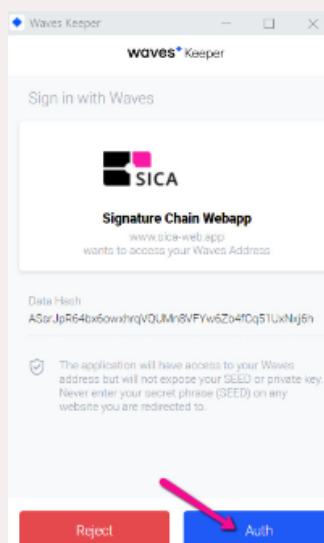 Waves Keeper
waves Keeper
Sign in with Waves
SICA
Signature Chain Webapp
www.sica-web.app
wants to access your Waves Address
Data Hash
The application will have access to your Waves
address but will not expose your SEED or private key.
Never enter your secret phrase (SEED) on any
website you are redirected to.
Reject
Auth